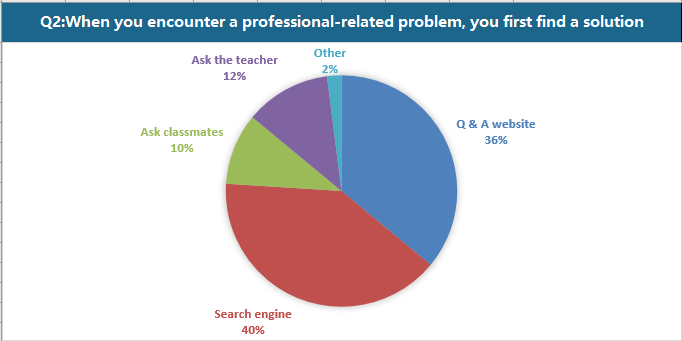 Q2:When you encounter a professional-related problem, you first find a solution
Other
2%
Ask the teacher
12%
Q & A website
36%
Ask classmates
10%
Search engine
40%